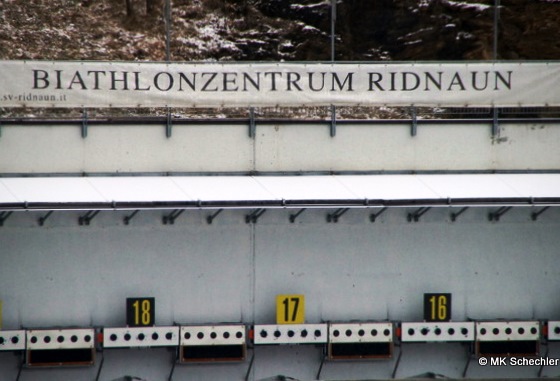 BIATHLONZENTRUM RIDNAUN
.sv-ridnaun.it
18 17 16
© MK Schechler